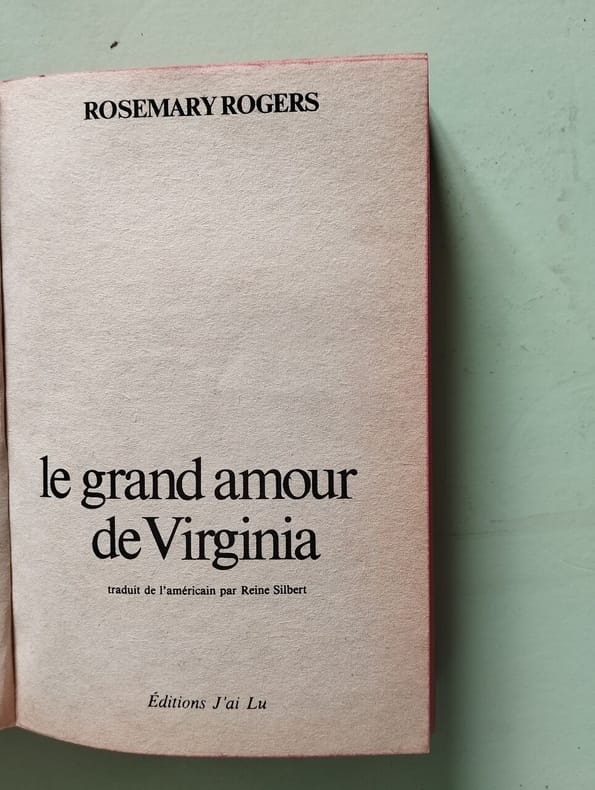 ROSEMARY ROGERS
le grand amour
de Virginia
traduit de l'américain par Reine Silbert
Éditions J'ai Lu